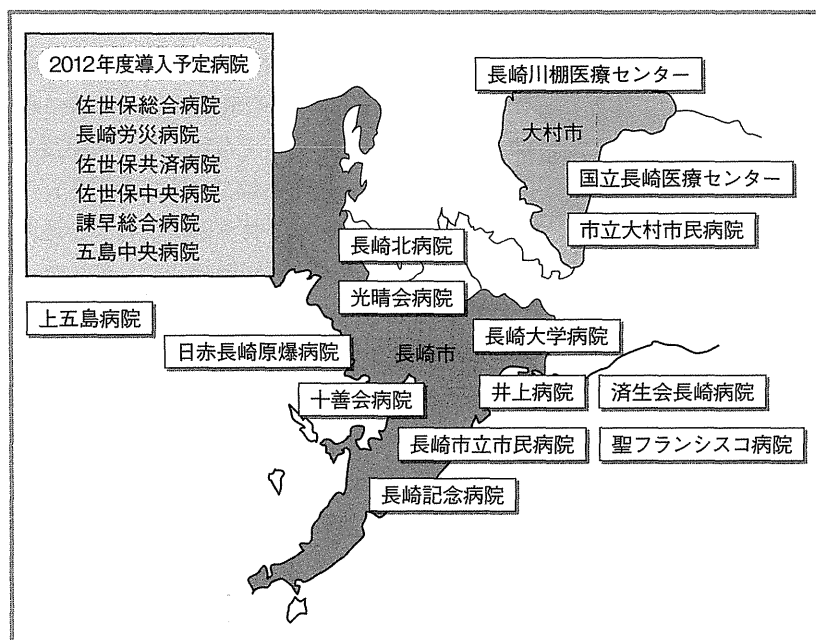 2012年度導入予定病院
佐世保総合病院
長崎労災病院
佐世保共済病院
佐世保中央病院
諫早総合病院
五島中央病院
長崎川棚医療センター
大村市
国立長崎医療センター
市立大村市民病院
長崎北病院
光晴会病院
上五島病院
日赤長崎原爆病院
長崎市
長崎大学病院
十善会病院
井上病院
済生会長崎病院
長崎市立市民病院
聖フランシスコ病院
長崎記念病院